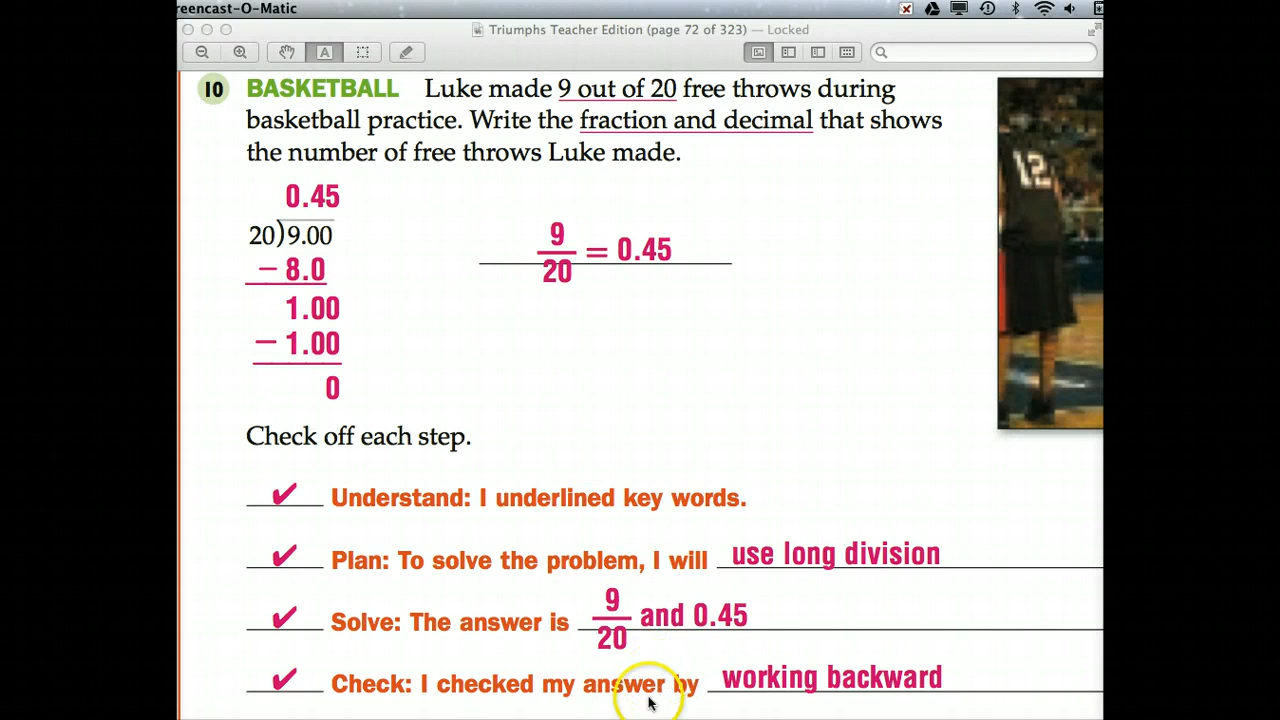 reencast-O-Matic
Triumphs Teacher Edition (page 72 of 323) — Locked
10 BASKETBALL Luke made 9 out of 20 free throws during
basketball practice. Write the fraction and decimal that shows
the number of free throws Luke made.
0.45
20)9.00
− 8.0
1.00
− 1.00
0
9
20
= 0.45
12
Check off each step.
✔ Understand: I underlined key words.
✔ Plan: To solve the problem, I will use long division
✔ Solve: The answer is 9/20 and 0.45
✔ Check: I checked my answer by working backward